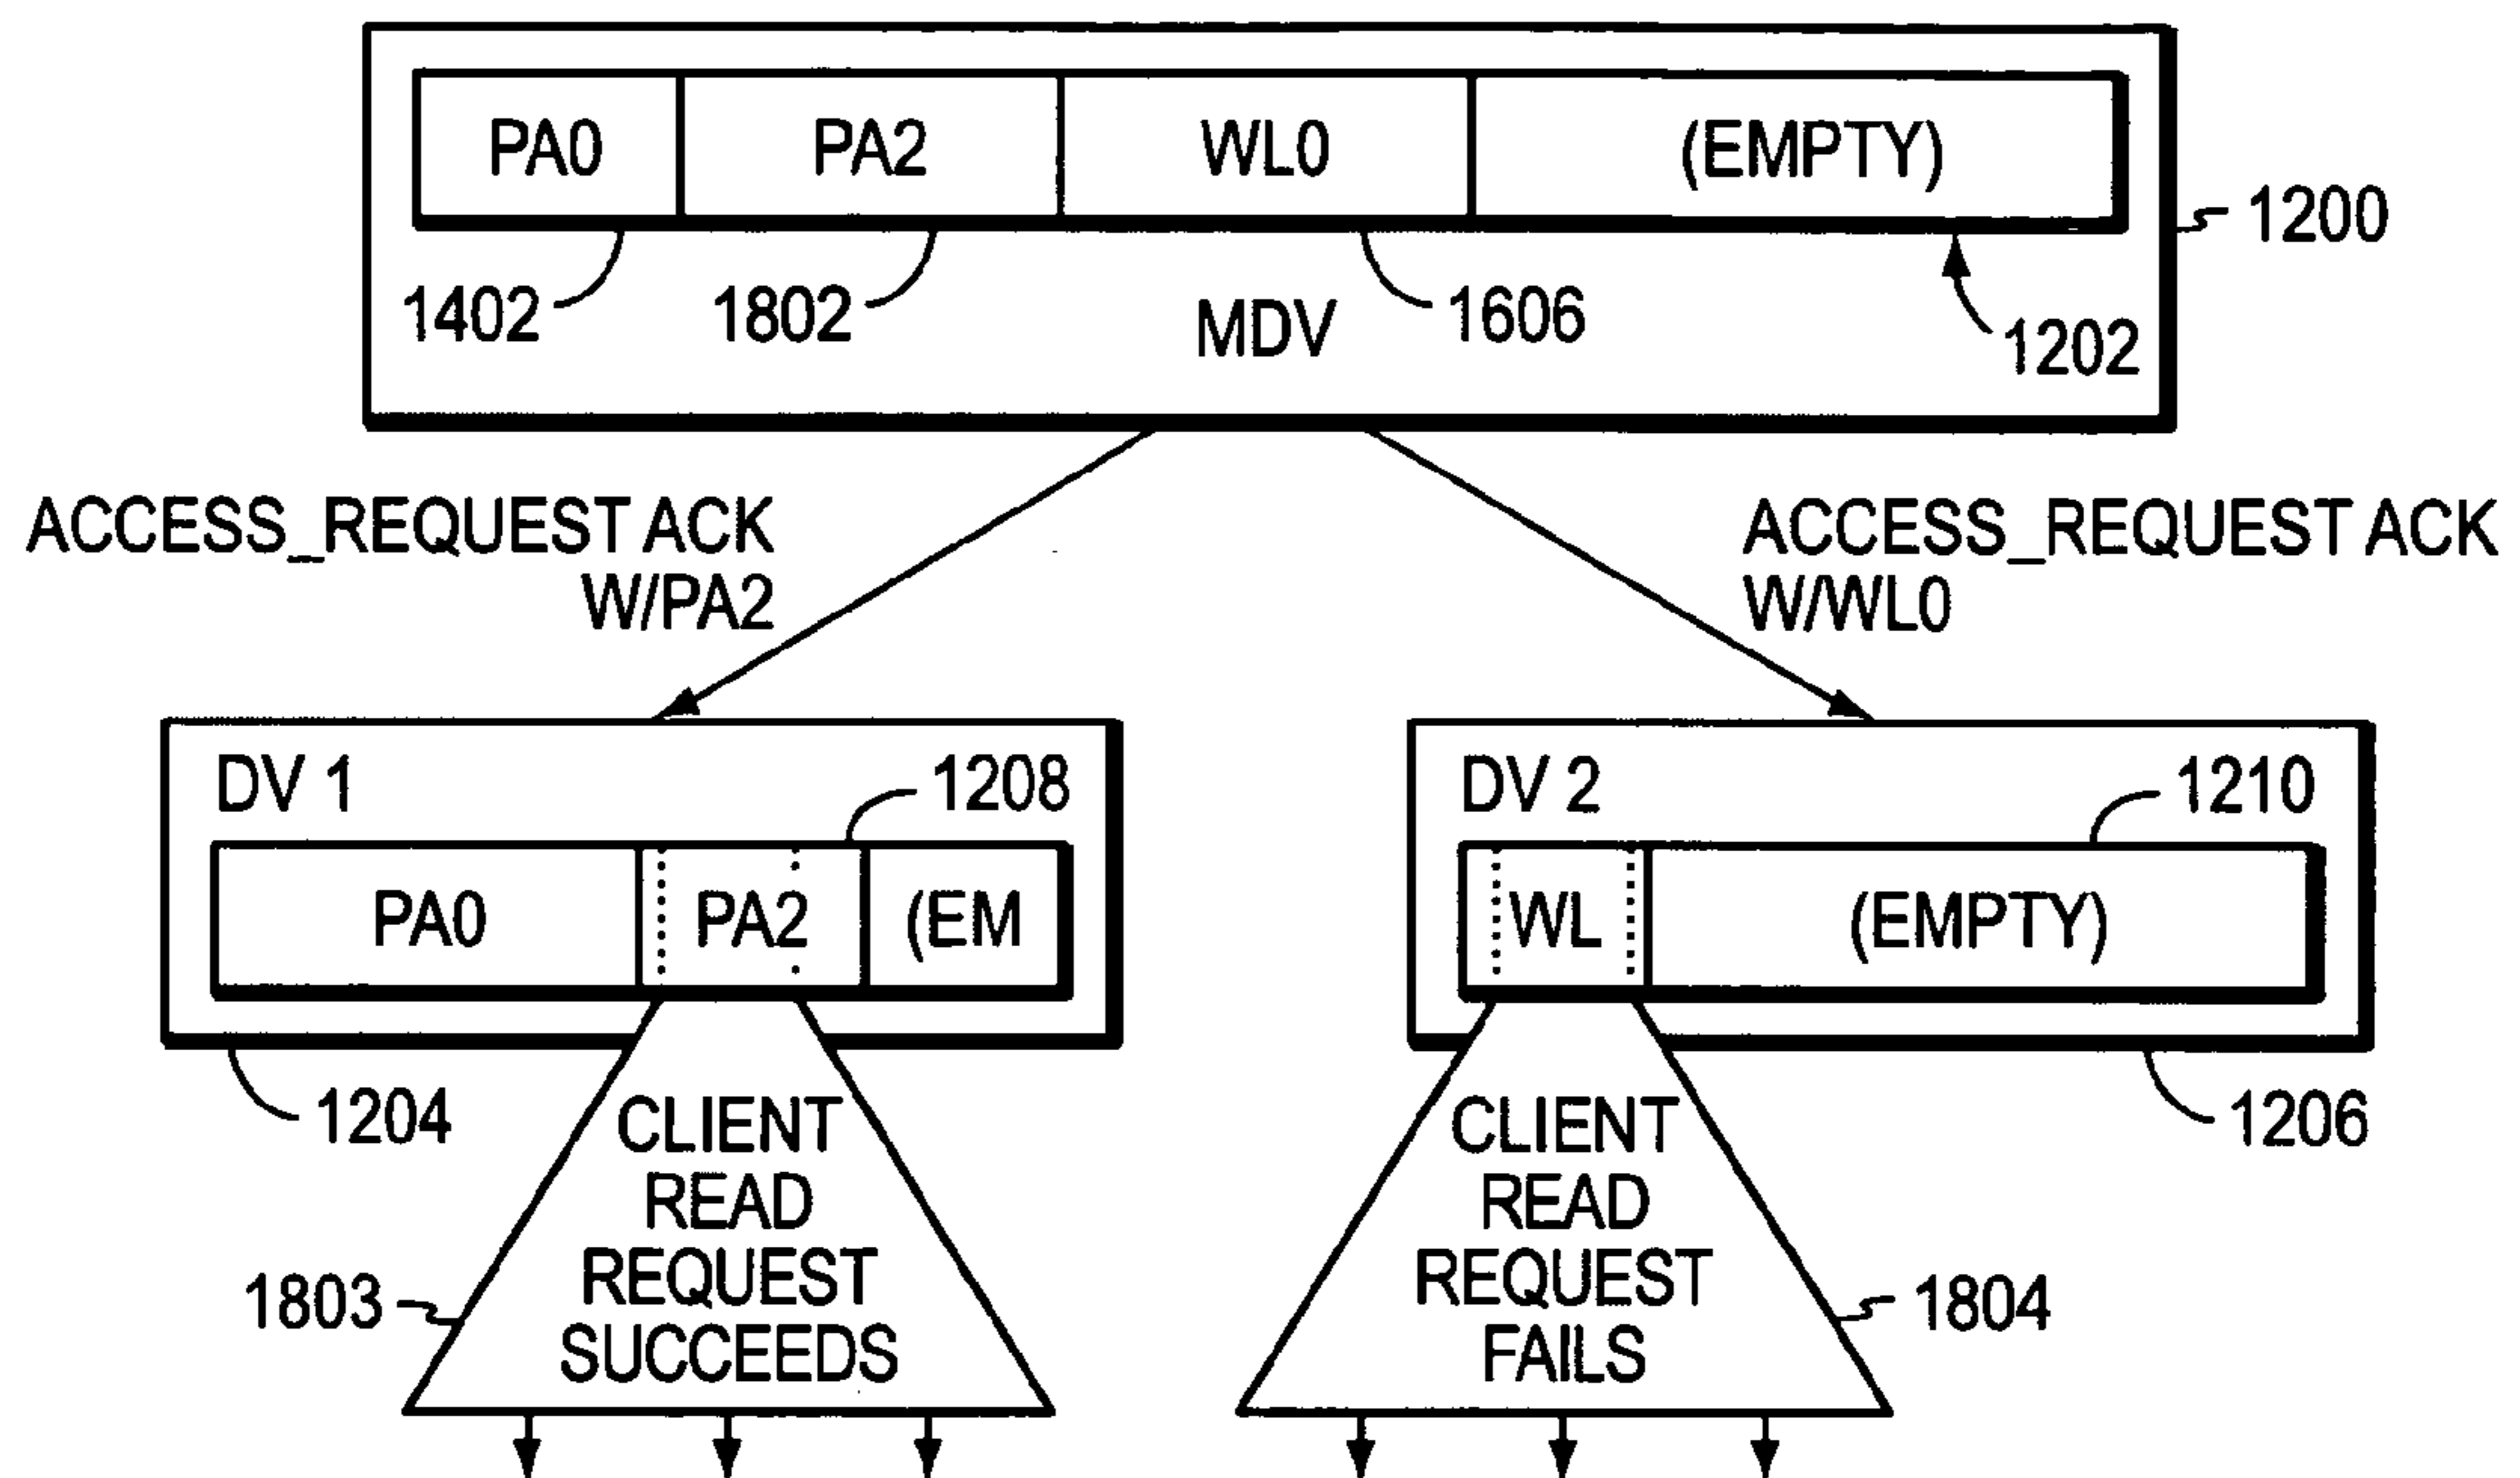 PA0 PA2 WL0 (EMPTY)
1200
1402 1802 MDV 1606 1202
ACCESS_REQUEST ACK
W/PA2
ACCESS_REQUEST ACK
W/WL0
DV 1 1208
PA0 PA2 (EM
1204
DV 2 1210
WL (EMPTY)
1206
CLIENT
READ
REQUEST
SUCCEEDS
1803
CLIENT
READ
REQUEST
FAILS
1804